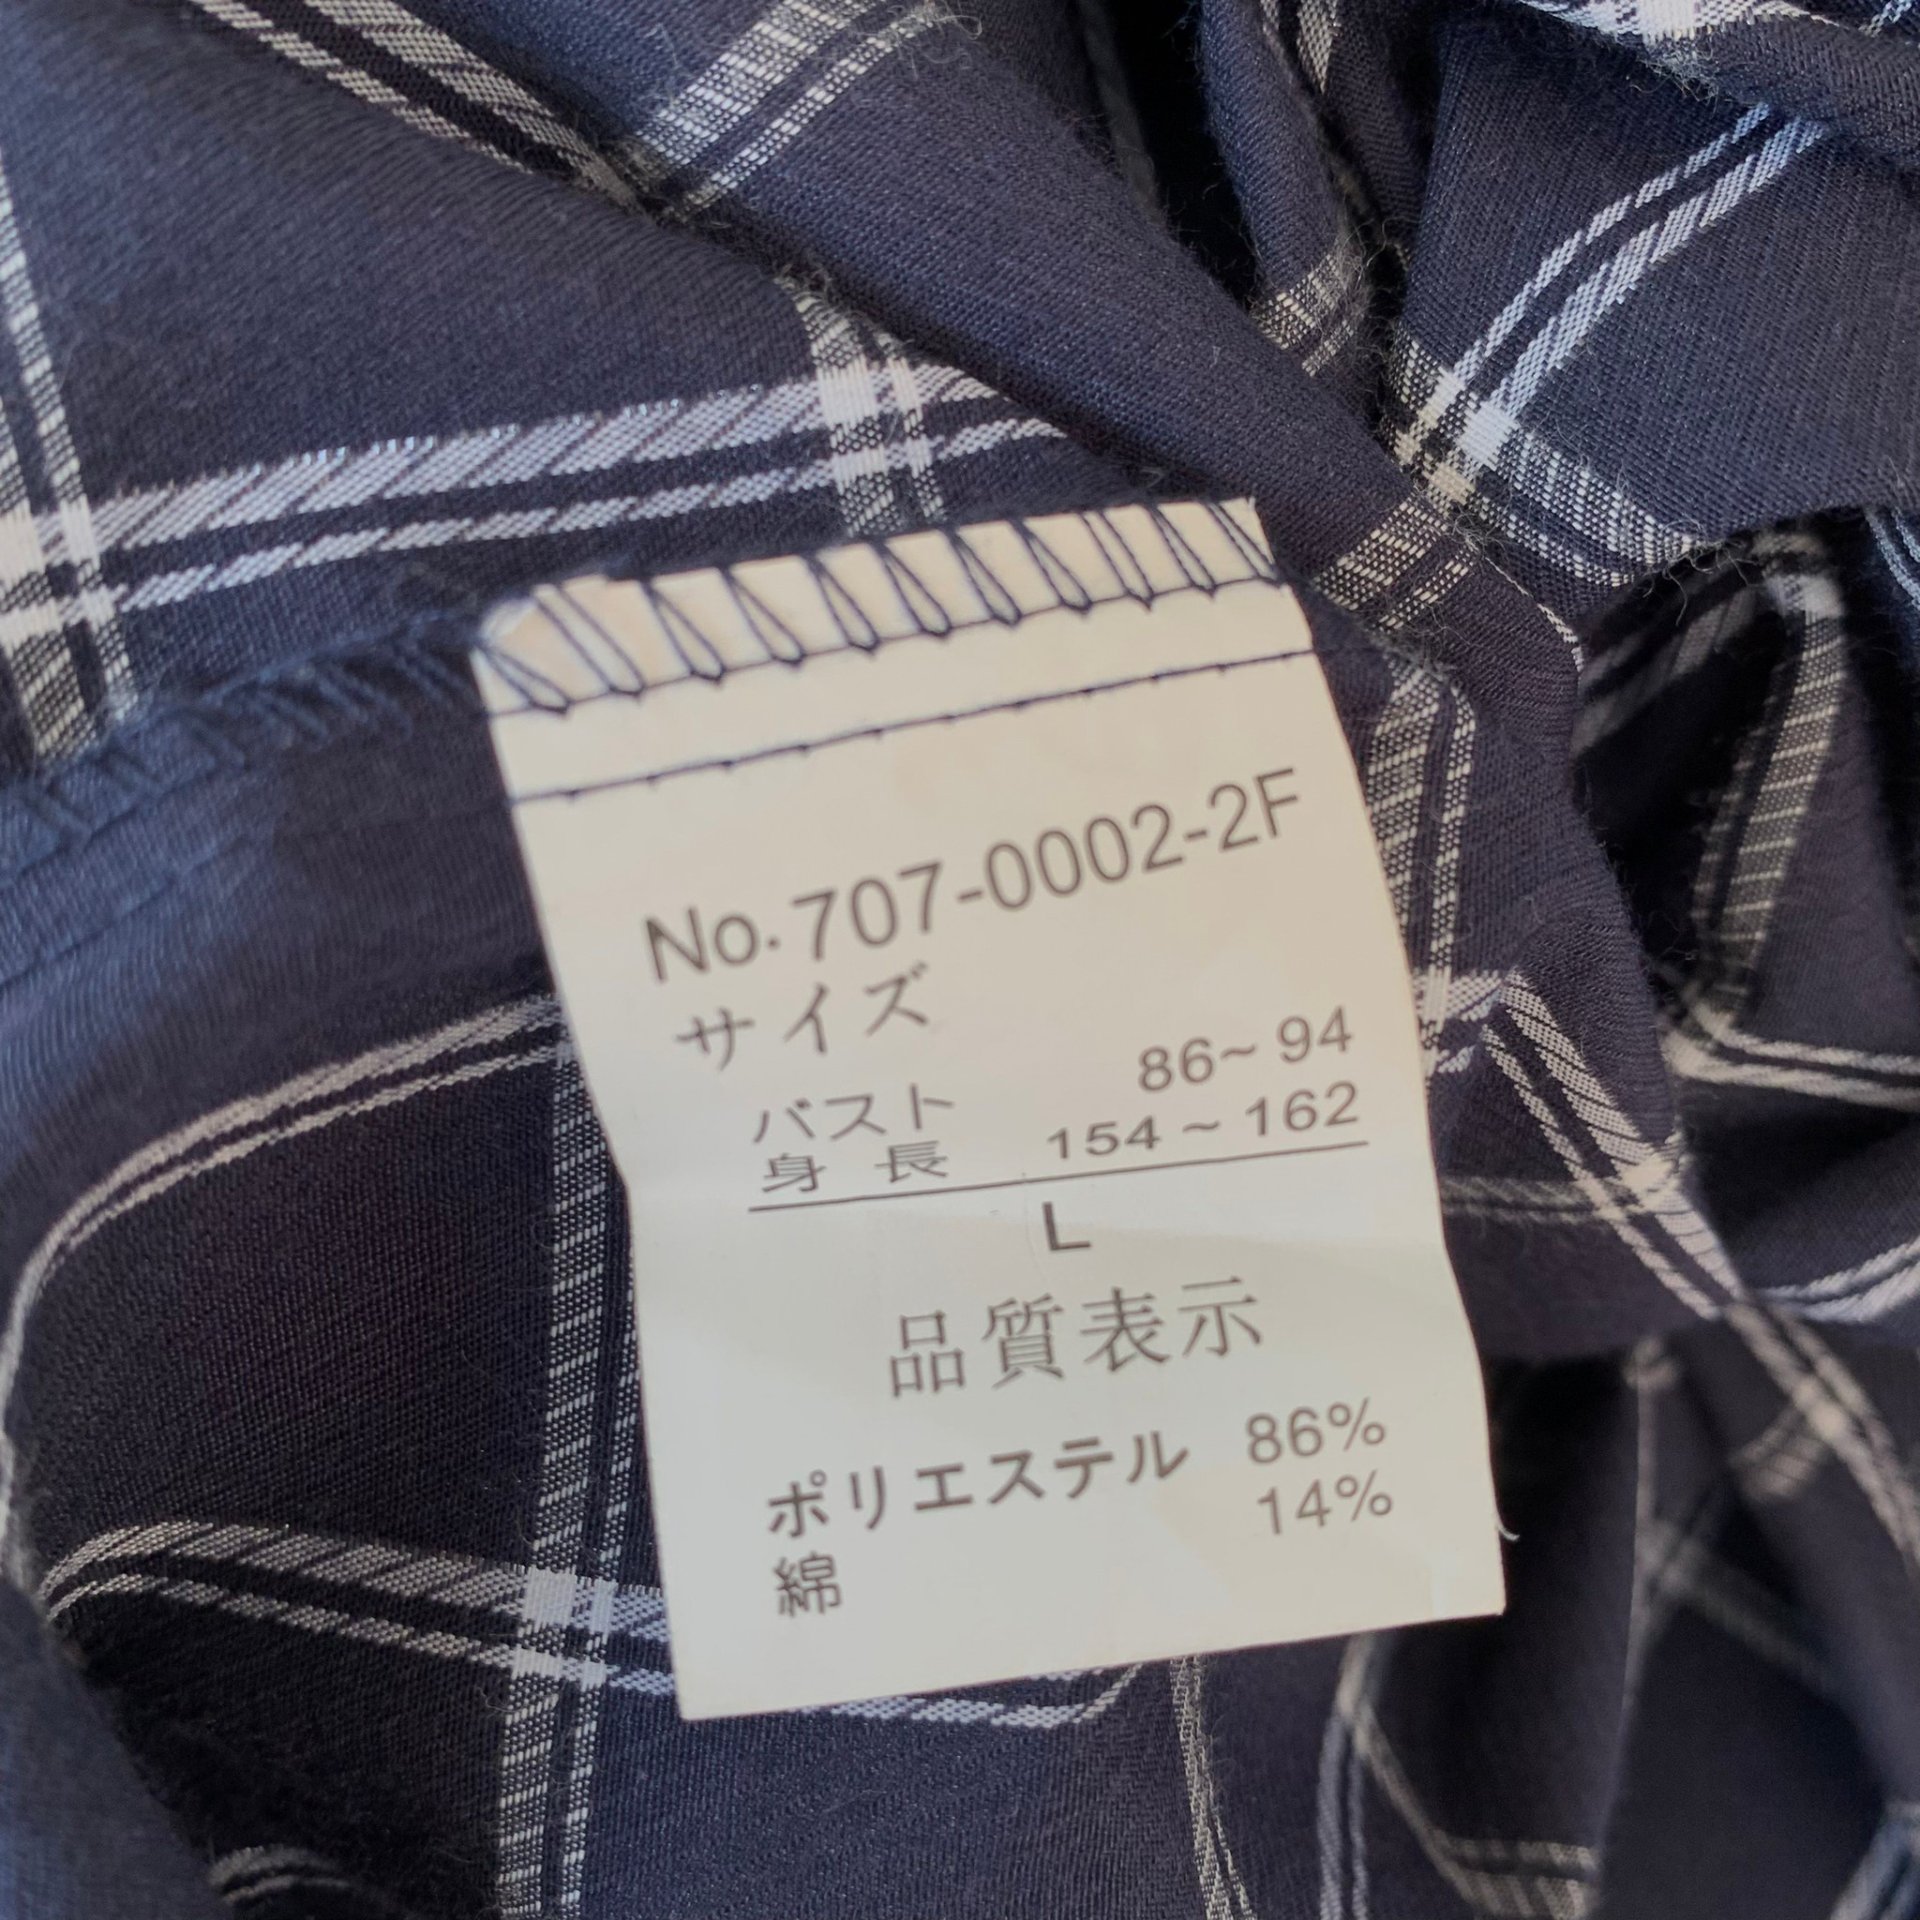 No.707-0002-2F
サイズ
バスト 86~94
身長 154~162
L
品質表示
ポリエステル 86%
綿 14%